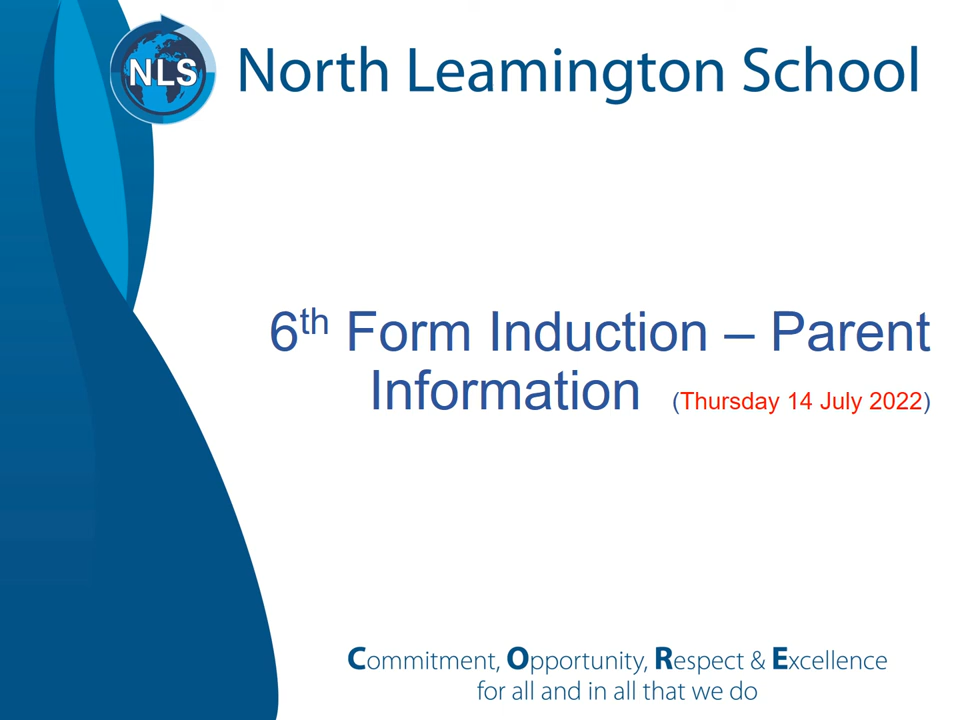 NLS
North Leamington School
6th Form Induction – Parent
Information (Thursday 14 July 2022)
Commitment, Opportunity, Respect & Excellence
for all and in all that we do